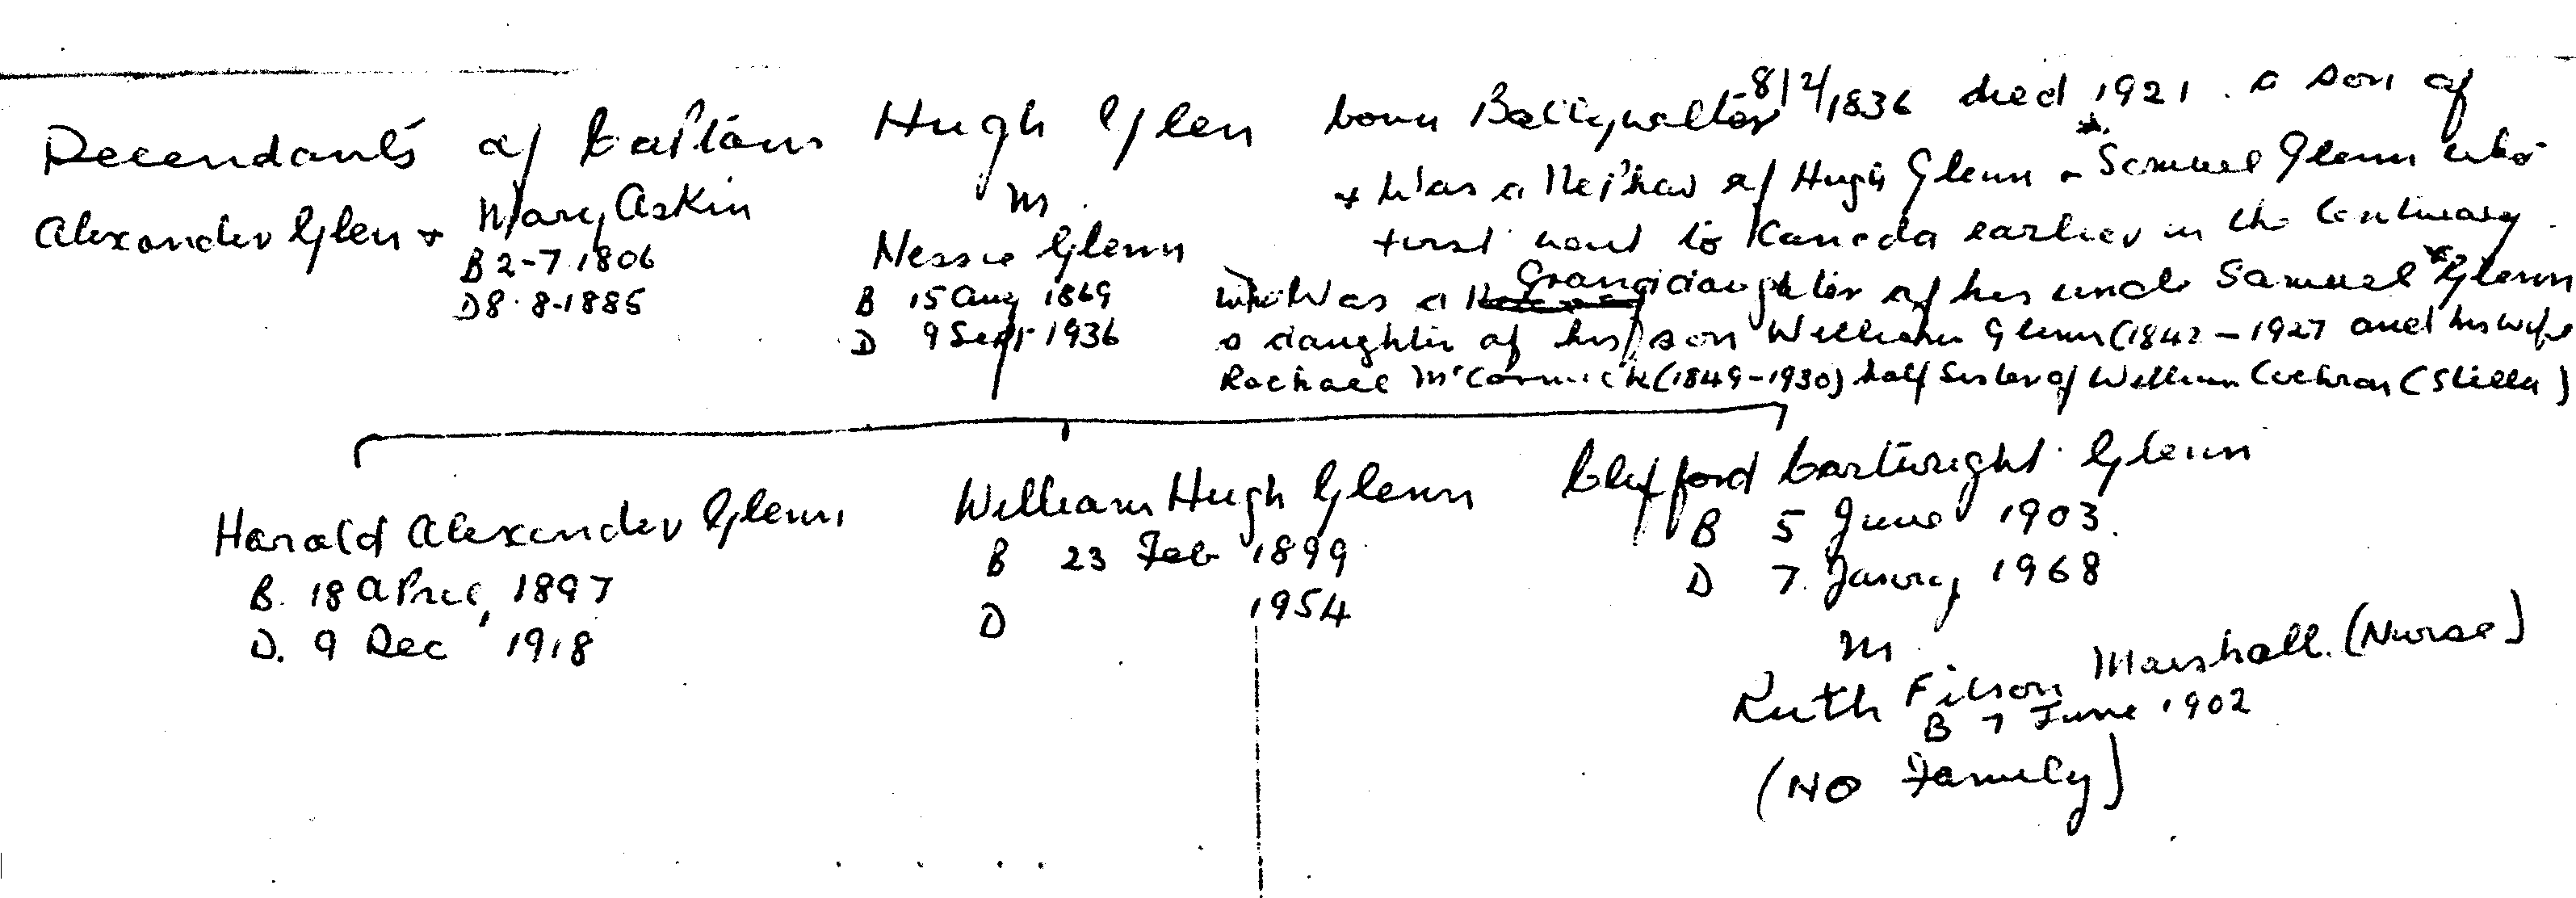 Decendants of Captain Hugh Glen born Ballywalter 8/2/1836 died 1921. a son of
Alexander Glen + Mary Askin
B 2-7.1806
D 8.8-1885
m.
Nessie Glenn
B 15 Aug 1869
D 9 Sept 1936
+ Was a Nephew of Hugh Glenn + Samuel Glenn who
first went to Canada earlier in the Centuary.
who Was a Granddaughter of his uncle Samuel * Glenn
a daughter of his son William Glenn (1842 - 1927 and his wife
Rachael McCormick (1849-1930) half Sister of William Cochran (Stella)
Harald Alexander Glenn
B. 18 April, 1897
D. 9 Dec 1918
William Hugh Glenn
B 23 Feb 1899
D 1954
Clifford Cartwright Glenn
B 5 June 1903.
D 7. Janry 1968
m
Ruth Filson Marshall. (Nurse)
B 7 June 1902
(No Family)